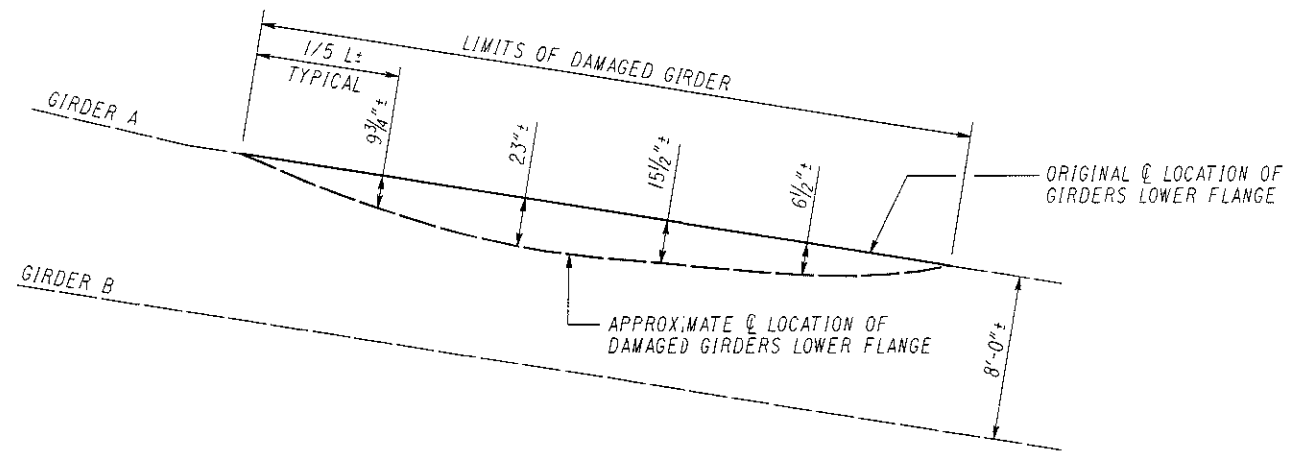 LIMITS OF DAMAGED GIRDER
1/5 L±
TYPICAL
GIRDER A
9¾"±
23"±
15½"±
6½"±
ORIGINAL ℄ LOCATION OF
GIRDERS LOWER FLANGE
GIRDER B
APPROXIMATE ℄ LOCATION OF
DAMAGED GIRDERS LOWER FLANGE
8'-0"±